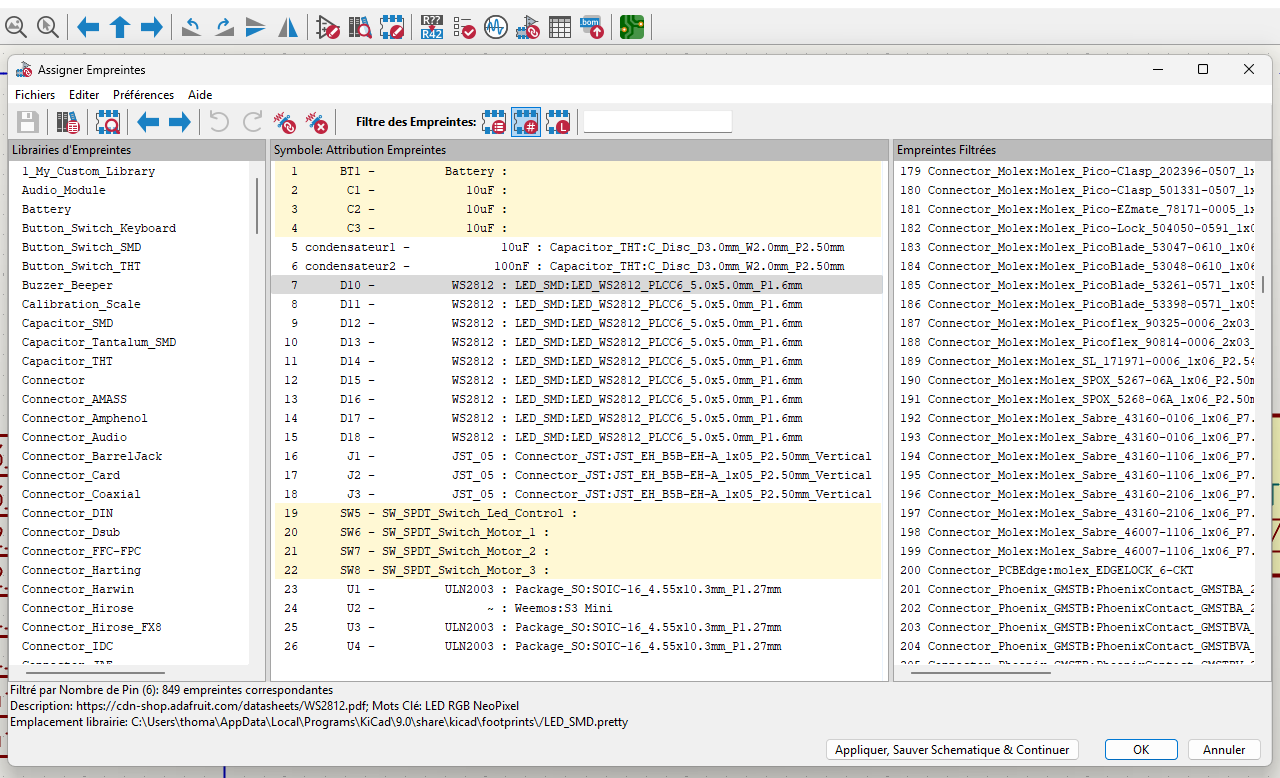 R??
R42
.bom
Assigner Empreintes
Fichiers Editer Préférences Aide
Filtre des Empreintes:
# L
Librairies d'Empreintes
1_My_Custom_Library
Audio_Module
Battery
Button_Switch_Keyboard
Button_Switch_SMD
Button_Switch_THT
Buzzer_Beeper
Calibration_Scale
Capacitor_SMD
Capacitor_Tantalum_SMD
Capacitor_THT
Connector
Connector_AMASS
Connector_Amphenol
Connector_Audio
Connector_BarrelJack
Connector_Card
Connector_Coaxial
Connector_DIN
Connector_Dsub
Connector_FFC-FPC
Connector_Harting
Connector_Harwin
Connector_Hirose
Connector_Hirose_FX8
Connector_IDC
Connector_JAE
Symbole: Attribution Empreintes
1 BT1 - Battery :
2 C1 - 10uF :
3 C2 - 10uF :
4 C3 - 10uF :
5 condensateur1 - 10uF : Capacitor_THT:C_Disc_D3.0mm_W2.0mm_P2.50mm
6 condensateur2 - 100nF : Capacitor_THT:C_Disc_D3.0mm_W2.0mm_P2.50mm
7 D10 - WS2812 : LED_SMD:LED_WS2812_PLCC6_5.0x5.0mm_P1.6mm
8 D11 - WS2812 : LED_SMD:LED_WS2812_PLCC6_5.0x5.0mm_P1.6mm
9 D12 - WS2812 : LED_SMD:LED_WS2812_PLCC6_5.0x5.0mm_P1.6mm
10 D13 - WS2812 : LED_SMD:LED_WS2812_PLCC6_5.0x5.0mm_P1.6mm
11 D14 - WS2812 : LED_SMD:LED_WS2812_PLCC6_5.0x5.0mm_P1.6mm
12 D15 - WS2812 : LED_SMD:LED_WS2812_PLCC6_5.0x5.0mm_P1.6mm
13 D16 - WS2812 : LED_SMD:LED_WS2812_PLCC6_5.0x5.0mm_P1.6mm
14 D17 - WS2812 : LED_SMD:LED_WS2812_PLCC6_5.0x5.0mm_P1.6mm
15 D18 - WS2812 : LED_SMD:LED_WS2812_PLCC6_5.0x5.0mm_P1.6mm
16 J1 - JST_05 : Connector_JST:JST_EH_B5B-EH-A_1x05_P2.50mm_Vertical
17 J2 - JST_05 : Connector_JST:JST_EH_B5B-EH-A_1x05_P2.50mm_Vertical
18 J3 - JST_05 : Connector_JST:JST_EH_B5B-EH-A_1x05_P2.50mm_Vertical
19 SW5 - SW_SPDT_Switch_Led_Control :
20 SW6 - SW_SPDT_Switch_Motor_1 :
21 SW7 - SW_SPDT_Switch_Motor_2 :
22 SW8 - SW_SPDT_Switch_Motor_3 :
23 U1 - ULN2003 : Package_SO:SOIC-16_4.55x10.3mm_P1.27mm
24 U2 - ~ : Weemos:S3 Mini
25 U3 - ULN2003 : Package_SO:SOIC-16_4.55x10.3mm_P1.27mm
26 U4 - ULN2003 : Package_SO:SOIC-16_4.55x10.3mm_P1.27mm
Empreintes Filtrées
179 Connector_Molex:Molex_Pico-Clasp_202396-0507_1x
180 Connector_Molex:Molex_Pico-Clasp_501331-0507_1x
181 Connector_Molex:Molex_Pico-EZmate_78171-0005_1x
182 Connector_Molex:Molex_Pico-Lock_504050-0591_1x0
183 Connector_Molex:Molex_PicoBlade_53047-0610_1x06
184 Connector_Molex:Molex_PicoBlade_53048-0610_1x06
185 Connector_Molex:Molex_PicoBlade_53261-0571_1x05
186 Connector_Molex:Molex_PicoBlade_53398-0571_1x05
187 Connector_Molex:Molex_Picoflex_90325-0006_2x03_
188 Connector_Molex:Molex_Picoflex_90814-0006_2x03_
189 Connector_Molex:Molex_SL_171971-0006_1x06_P2.54
190 Connector_Molex:Molex_SPOX_5267-06A_1x06_P2.50m
191 Connector_Molex:Molex_SPOX_5268-06A_1x06_P2.50m
192 Connector_Molex:Molex_Sabre_43160-0106_1x06_P7.
193 Connector_Molex:Molex_Sabre_43160-0106_1x06_P7.
194 Connector_Molex:Molex_Sabre_43160-1106_1x06_P7.
195 Connector_Molex:Molex_Sabre_43160-1106_1x06_P7.
196 Connector_Molex:Molex_Sabre_43160-2106_1x06_P7.
197 Connector_Molex:Molex_Sabre_43160-2106_1x06_P7.
198 Connector_Molex:Molex_Sabre_46007-1106_1x06_P7.
199 Connector_Molex:Molex_Sabre_46007-1106_1x06_P7.
200 Connector_PCBEdge:molex_EDGELOCK_6-CKT
201 Connector_Phoenix_GMSTB:PhoenixContact_GMSTBA_2
202 Connector_Phoenix_GMSTB:PhoenixContact_GMSTBA_2
203 Connector_Phoenix_GMSTB:PhoenixContact_GMSTBVA_
204 Connector_Phoenix_GMSTB:PhoenixContact_GMSTBVA_
Filtré par Nombre de Pin (6): 849 empreintes correspondantes
Description: https://cdn-shop.adafruit.com/datasheets/WS2812.pdf; Mots Clé: LED RGB NeoPixel
Emplacement librairie: C:\Users\thoma\AppData\Local\Programs\KiCad\9.0\share\kicad\footprints\/LED_SMD.pretty
Appliquer, Sauver Schematique & Continuer OK Annuler